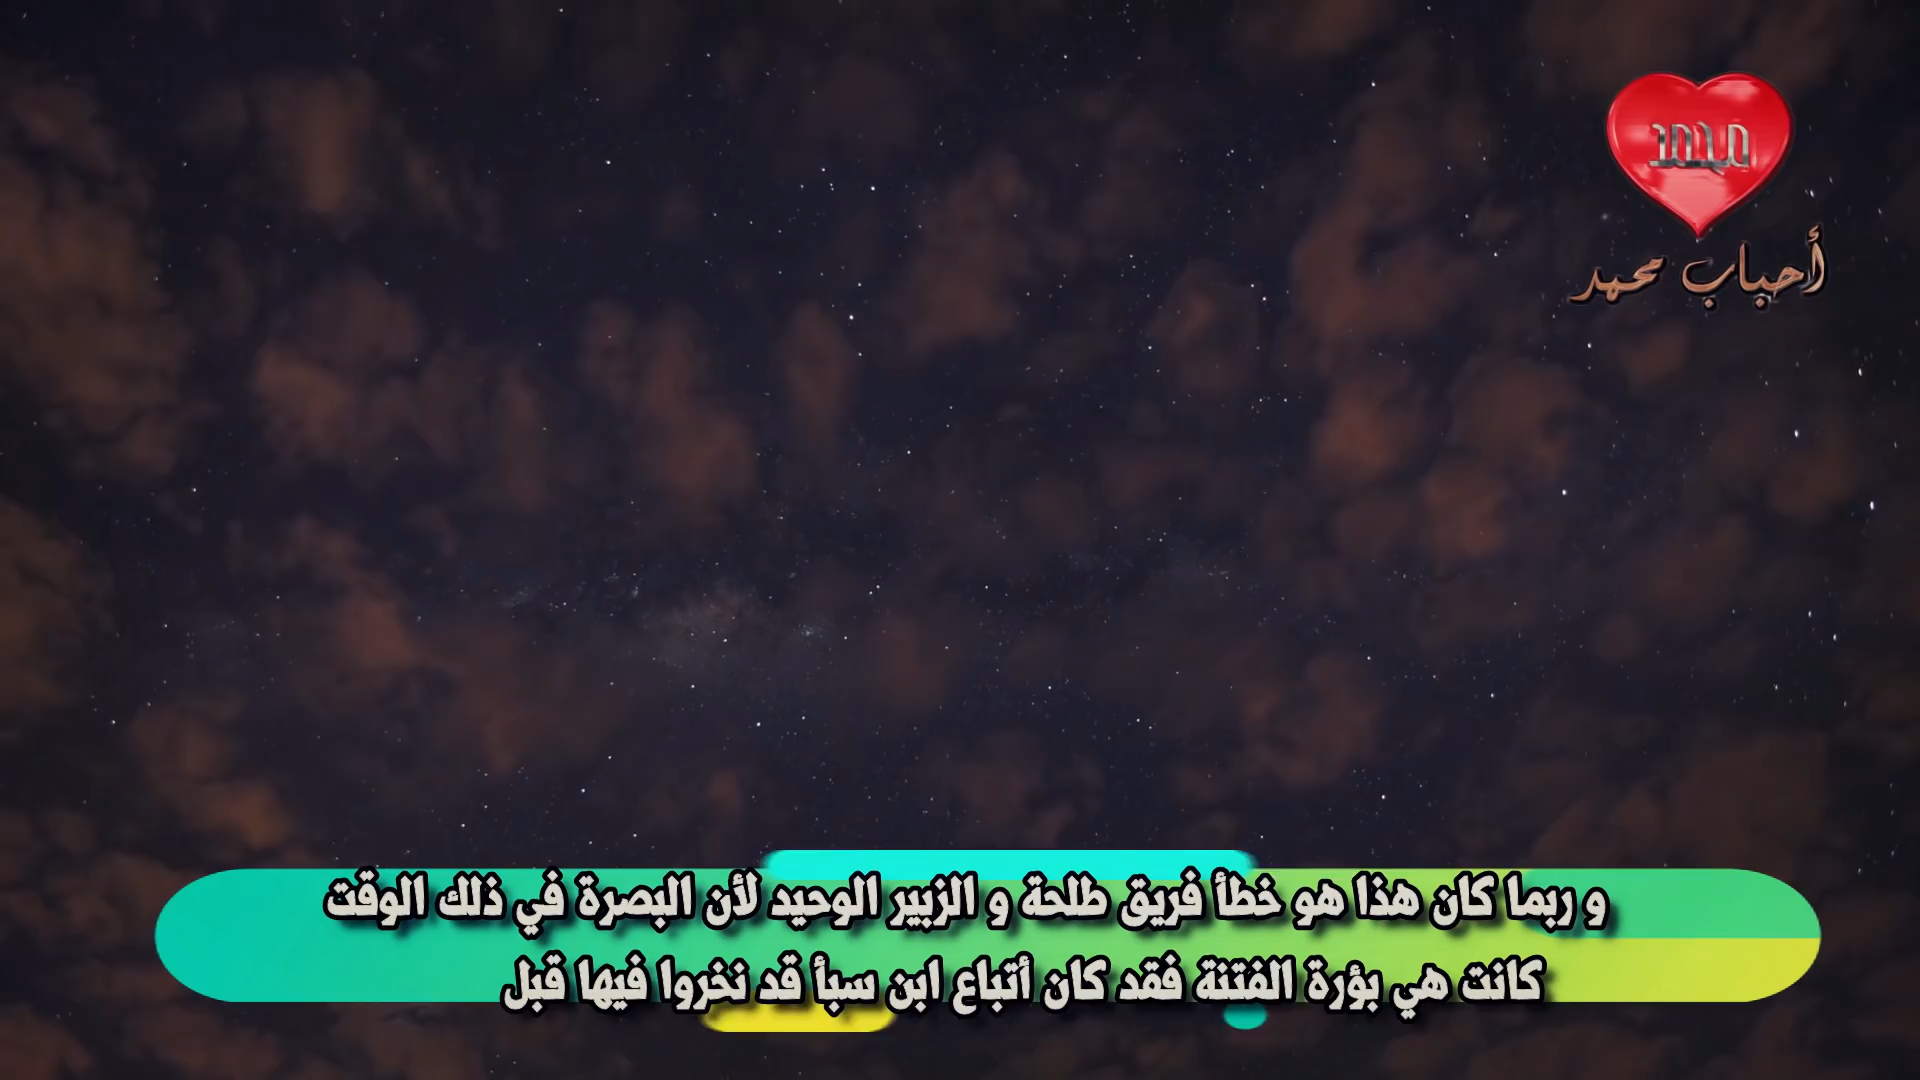 محمد
أحباب محمد
و ربما كان هذا هو خطأ فريق طلحة و الزبير الوحيد لأن البصرة في ذلك الوقت
كانت هي بؤرة الفتنة فقد كان أتباع ابن سبأ قد نخروا فيها قبل